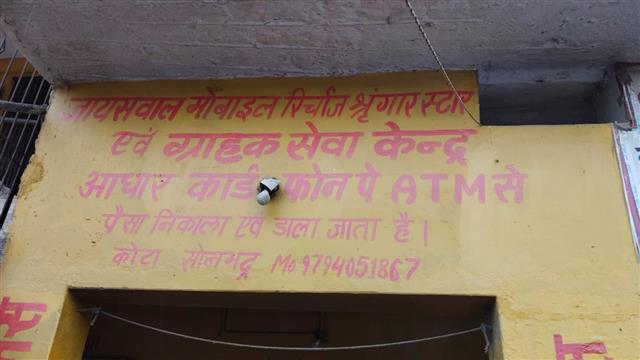 जायसवाल मोबाइल रिर्चाज श्रृंगार स्टोर
एवं ग्राहक सेवा केन्द्र
आधार कार्ड फोन पे ATM से
पैसा निकाला एवं डाला जाता है।
कोटा सोनभद्र Mo 9794051867